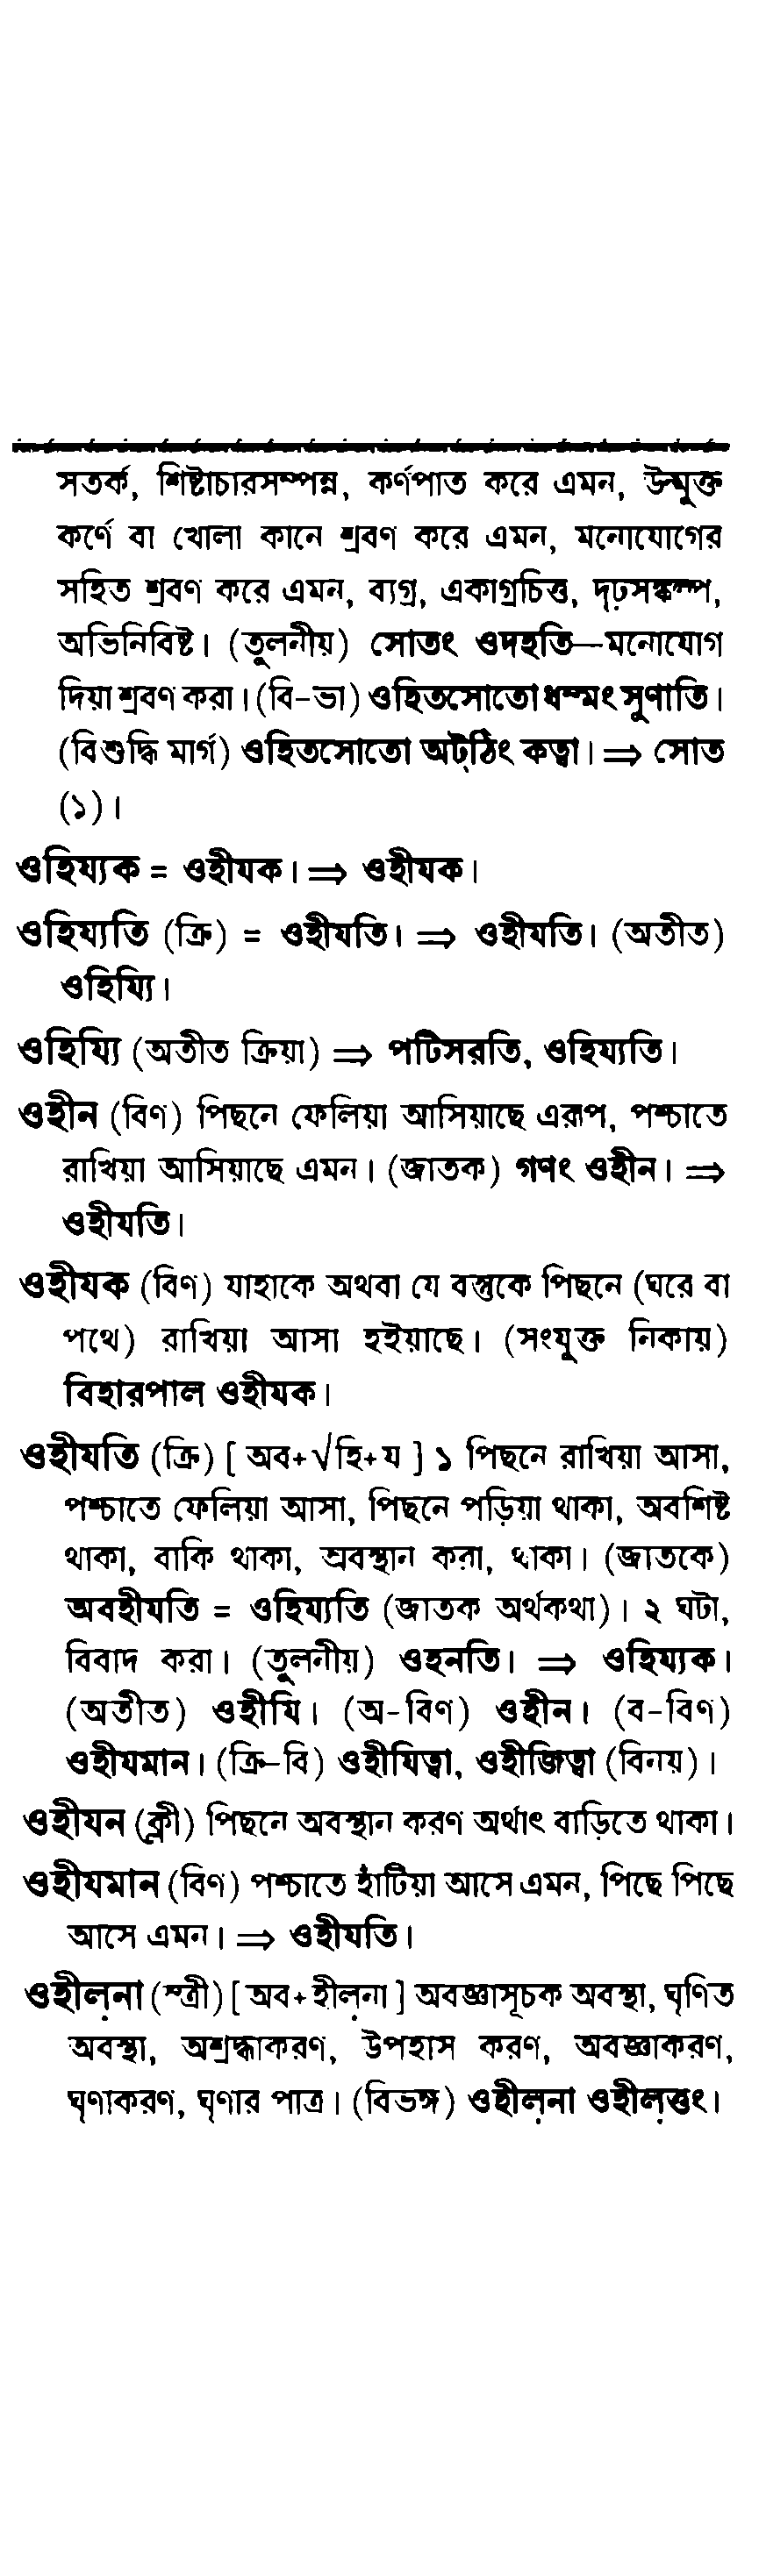 সতর্ক, শিষ্টাচারসম্পন্ন, কর্ণপাত করে এমন, উন্মুক্ত
কর্ণে বা খোলা কানে শ্রবণ করে এমন, মনোযোগের
সহিত শ্রবণ করে এমন, ব্যগ্র, একাগ্রচিত্ত, দৃঢ়সঙ্কল্প,
অভিনিবিষ্ট। (তুলনীয়) সোতং ওদহতি—মনোযোগ
দিয়া শ্রবণ করা। (বি-ভা) ওহিতসোতো ধম্মং সুণাতি।
(বিশুদ্ধি মার্গ) ওহিতসোতো অট্ঠিং কত্বা। ⇒ সোত
(১)।
ওহিয্যক = ওহীযক। ⇒ ওহীযক।
ওহিয্যতি (ক্রি) = ওহীযতি। ⇒ ওহীযতি। (অতীত)
ওহিয্যি।
ওহিয্যি (অতীত ক্রিয়া) ⇒ পটিসরতি, ওহিয্যতি।
ওহীন (বিণ) পিছনে ফেলিয়া আসিয়াছে এরূপ, পশ্চাতে
রাখিয়া আসিয়াছে এমন। (জাতক) গণং ওহীন। ⇒
ওহীযতি।
ওহীযক (বিণ) যাহাকে অথবা যে বস্তুকে পিছনে (ঘরে বা
পথে) রাখিয়া আসা হইয়াছে। (সংযুক্ত নিকায়)
বিহারপাল ওহীযক।
ওহীযতি (ক্রি) [ অব+√হি+য ] ১ পিছনে রাখিয়া আসা,
পশ্চাতে ফেলিয়া আসা, পিছনে পড়িয়া থাকা, অবশিষ্ট
থাকা, বাকি থাকা, অবস্থান করা, থাকা। (জাতকে)
অবহীযতি = ওহিয্যতি (জাতক অর্থকথা)। ২ ঘটা,
বিবাদ করা। (তুলনীয়) ওহনতি। ⇒ ওহিয্যক।
(অতীত) ওহীযি। (অ-বিণ) ওহীন। (ব-বিণ)
ওহীযমান। (ক্রি-বি) ওহীযিত্বা, ওহীজিত্বা (বিনয়)।
ওহীযন (ক্লী) পিছনে অবস্থান করণ অর্থাৎ বাড়িতে থাকা।
ওহীযমান (বিণ) পশ্চাতে হাঁটিয়া আসে এমন, পিছে পিছে
আসে এমন। ⇒ ওহীযতি।
ওহীল়না (স্ত্রী) [ অব+হীল়না ] অবজ্ঞাসূচক অবস্থা, ঘৃণিত
অবস্থা, অশ্রদ্ধাকরণ, উপহাস করণ, অবজ্ঞাকরণ,
ঘৃণাকরণ, ঘৃণার পাত্র। (বিভঙ্গ) ওহীল়না ওহীল়ত্তং।